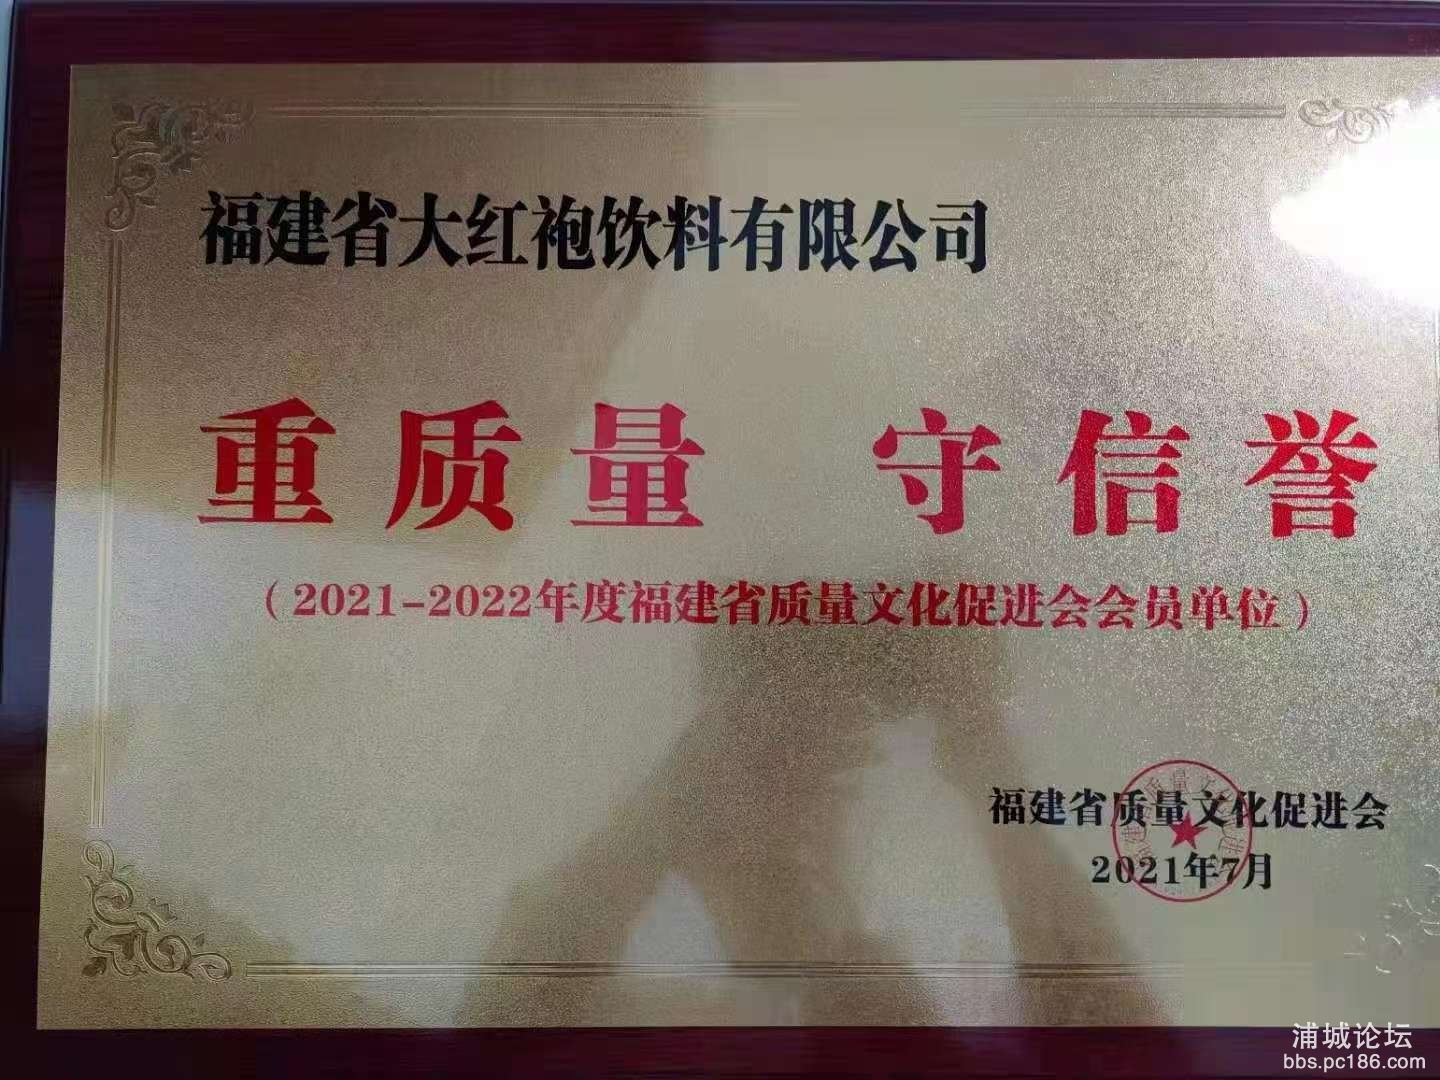 福建省大红袍饮料有限公司
重质量 守信誉
（2021-2022年度福建省质量文化促进会会员单位）
福建省质量文化促进会
2021年7月
浦城论坛
bbs.pc186.com